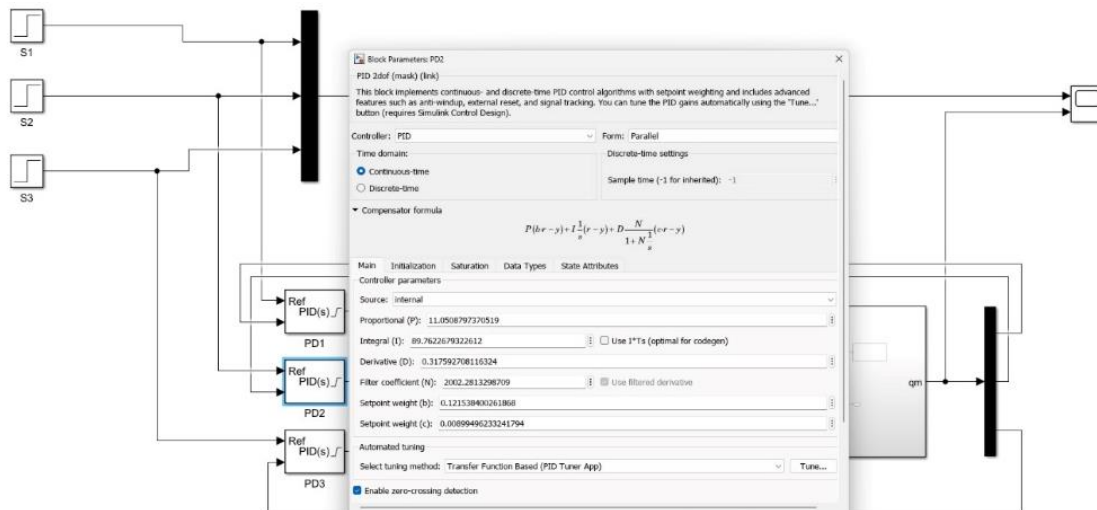 S1
S2
S3
Block Parameters: PD2
PID 2dof (mask) (link)
This block implements continuous- and discrete-time PID control algorithms with setpoint weighting and includes advanced
features such as anti-windup, external reset, and signal tracking. You can tune the PID gains automatically using the 'Tune...'
button (requires Simulink Control Design).
Controller: PID Form: Parallel
Time domain: Discrete-time settings
Continuous-time
Sample time (-1 for inherited): -1
Discrete-time
Compensator formula
P(b·r−y)+I 1/s (r−y)+D N/(1+N 1/s) (c·r−y)
Main Initialization Saturation Data Types State Attributes
Controller parameters
Source: internal
Proportional (P): 11.0508797370519
Integral (I): 89.7622679322612 Use I*Ts (optimal for codegen)
Derivative (D): 0.317592708116324
Filter coefficient (N): 2002.2813298709 Use filtered derivative
Setpoint weight (b): 0.121538400261868
Setpoint weight (c): 0.00899496233241794
Automated tuning
Select tuning method: Transfer Function Based (PID Tuner App) Tune...
Enable zero-crossing detection
Ref
PID(s)
PD1
Ref
PID(s)
PD2
Ref
PID(s)
PD3
qm